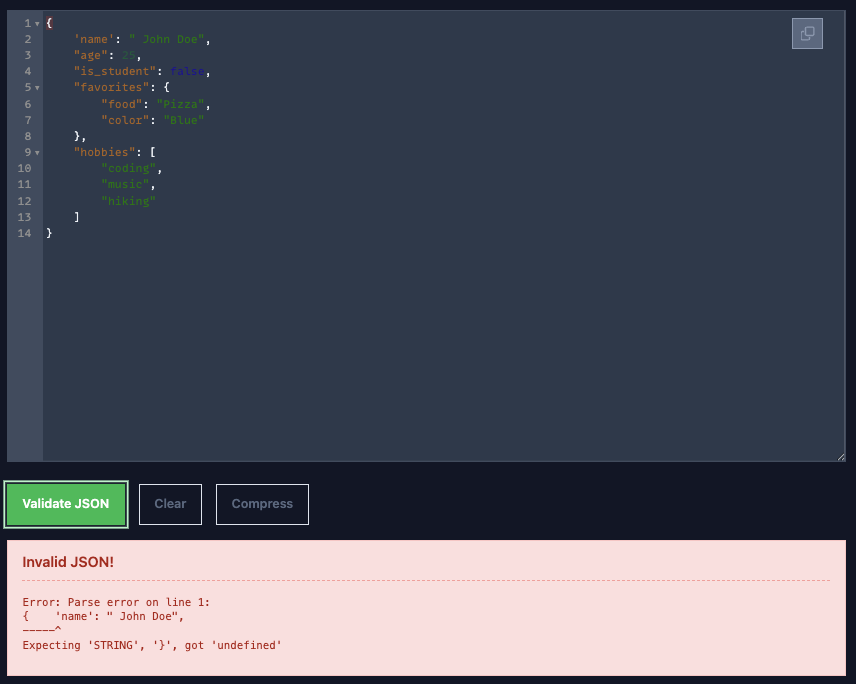 1 {
2     'name': " John Doe",
3     "age": 25,
4     "is_student": false,
5     "favorites": {
6         "food": "Pizza",
7         "color": "Blue"
8     },
9     "hobbies": [
10         "coding",
11         "music",
12         "hiking"
13     ]
14 }
Validate JSON Clear Compress
Invalid JSON!
Error: Parse error on line 1:
{    'name': " John Doe",
-----^
Expecting 'STRING', '}', got 'undefined'